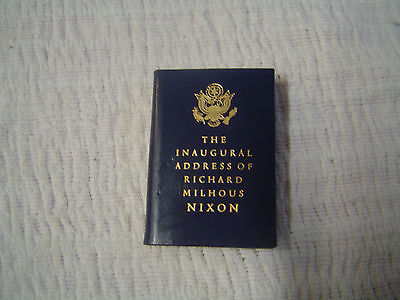 THE
INAUGURAL
ADDRESS OF
RICHARD
MILHOUS
NIXON